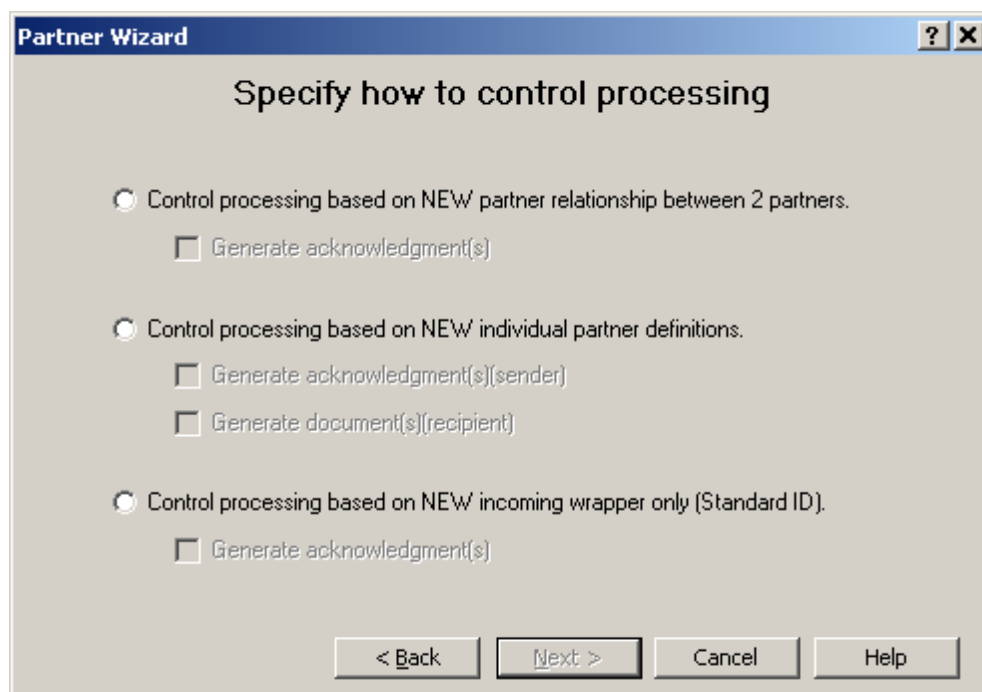 Partner Wizard
Specify how to control processing
Control processing based on NEW partner relationship between 2 partners.
Generate acknowledgment(s)
Control processing based on NEW individual partner definitions.
Generate acknowledgment(s)(sender)
Generate document(s)(recipient)
Control processing based on NEW incoming wrapper only (Standard ID).
Generate acknowledgment(s)
< Back Next > Cancel Help